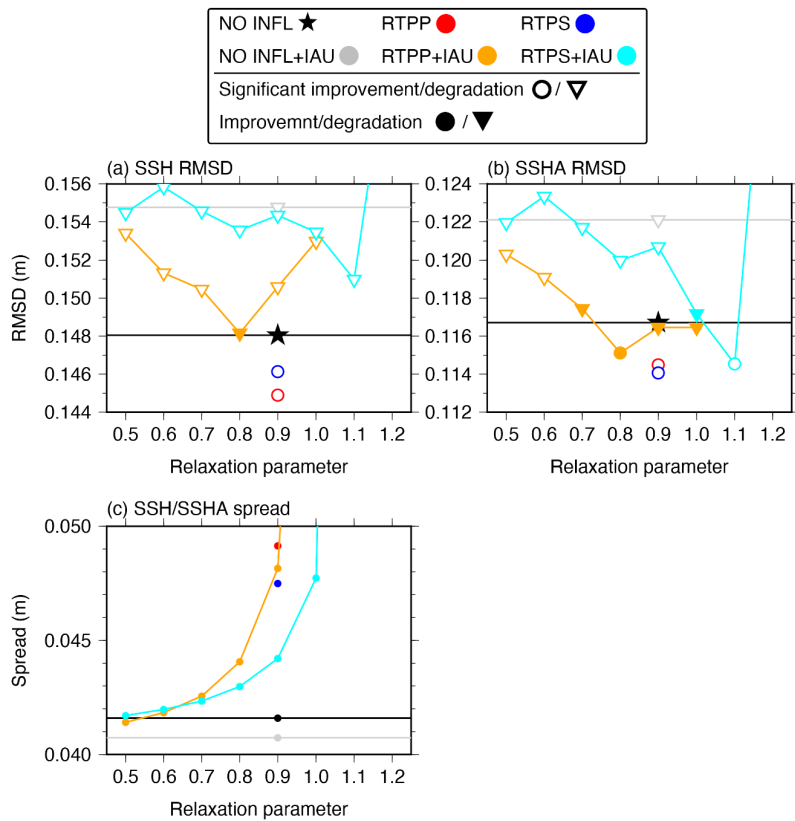 NO INFL RTPP RTPS
NO INFL+IAU RTPP+IAU RTPS+IAU
Significant improvement/degradation /
Improvemnt/degradation /
(a) SSH RMSD
0.156
0.154
0.152
0.150
0.148
0.146
0.144
RMSD (m)
0.5 0.6 0.7 0.8 0.9 1.0 1.1 1.2
Relaxation parameter
(b) SSHA RMSD
0.124
0.122
0.120
0.118
0.116
0.114
0.112
0.5 0.6 0.7 0.8 0.9 1.0 1.1 1.2
Relaxation parameter
(c) SSH/SSHA spread
0.050
0.045
0.040
Spread (m)
0.5 0.6 0.7 0.8 0.9 1.0 1.1 1.2
Relaxation parameter